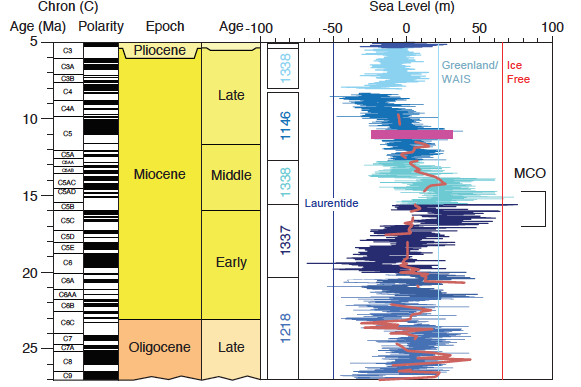 Chron (C) Sea Level (m)
Age (Ma) Polarity Epoch Age -100 -50 0 50 100
5 C3 Pliocene
C3A
C3B
C4
C4A
10
C5
C5A
C5AA
C5AB
C5AC
C5AD
15
C5B
C5C
C5D
C5E
C6
20
C6A
C6AA
C6B
C6C
C7
C7A
25 C8
C9
Miocene
Oligocene
Late
Middle
Early
Late
1338
1146
1338
1337
1218
Greenland/
WAIS
Ice
Free
MCO
Laurentide